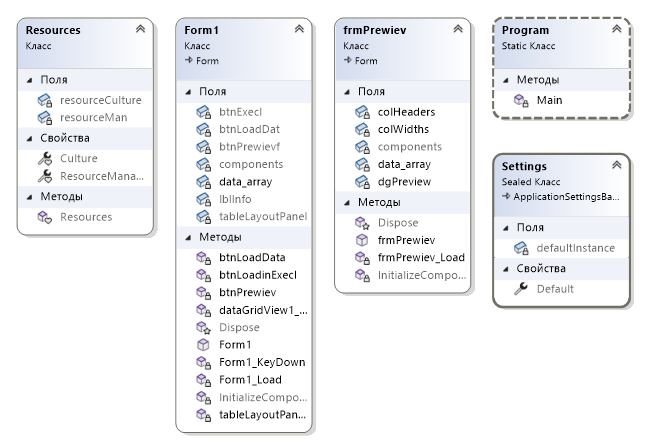 Resources
Класс
Поля
resourceCulture
resourceMan
Свойства
Culture
ResourceMana...
Методы
Resources
Form1
Класс
Form
Поля
btnExecl
btnLoadDat
btnPrewievf
components
data_array
lblInfo
tableLayoutPanel
Методы
btnLoadData
btnLoadinExecl
btnPrewiev
dataGridView1_...
Dispose
Form1
Form1_KeyDown
Form1_Load
InitializeCompo...
tableLayoutPan...
frmPrewiev
Класс
Form
Поля
colHeaders
colWidths
components
data_array
dgPreview
Методы
Dispose
frmPrewiev
frmPrewiev_Load
InitializeCompo...
Program
Static Класс
Методы
Main
Settings
Sealed Класс
ApplicationSettingsBa...
Поля
defaultInstance
Свойства
Default